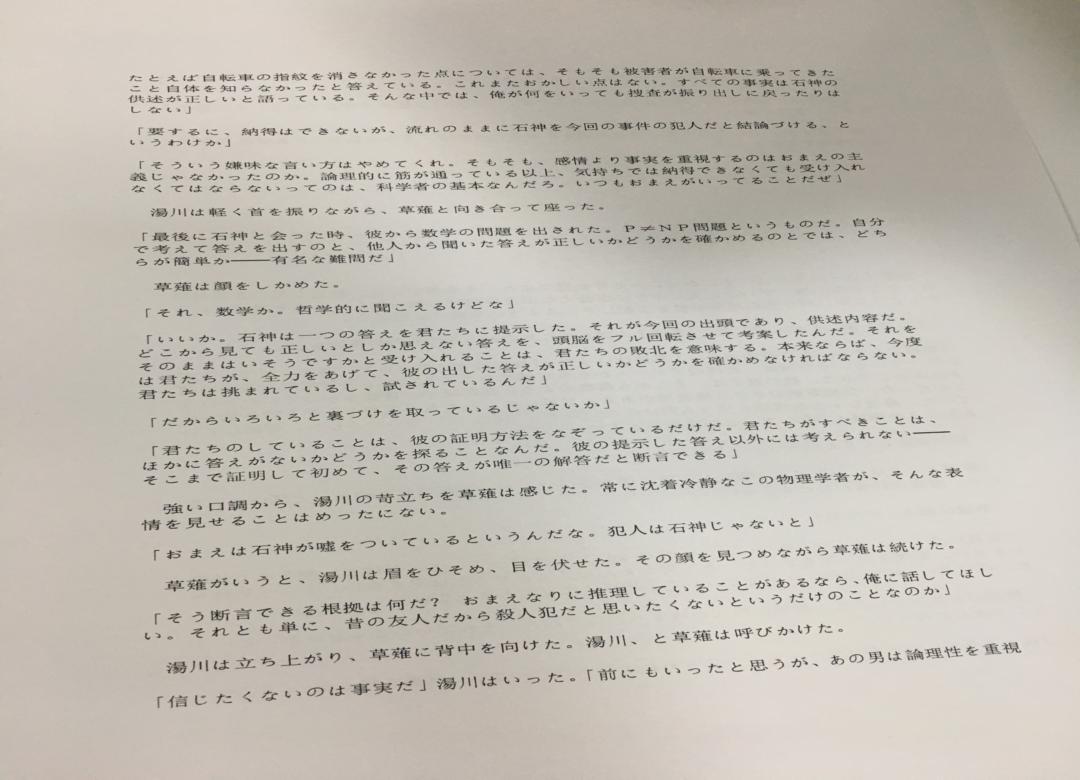 たとえば自転車の指紋を消さなかった点については、そもそも被害者が自転車に乗ってきた
こと自体を知らなかったと答えている。これまたおかしい点はない。すべての事実は石神の
供述が正しいと語っている。そんな中では、俺が何をいっても捜査が振り出しに戻ったりは
しない」
「要するに、納得はできないが、流れのままに石神を今回の事件の犯人だと結論づける、と
いうわけか」
「そういう嫌味な言い方はやめてくれ。そもそも、感情より事実を重視するのはおまえの主
義じゃなかったのか。論理的に筋が通っている以上、気持ちでは納得できなくても受け入れ
なくてはならないってのは、科学者の基本なんだろ。いつもおまえがいってることだぜ」
湯川は軽く首を振りながら、草薙と向き合って座った。
「最後に石神と会った時、彼から数学の問題を出された。P≠NP問題というものだ。自分
で考えて答えを出すのと、他人から聞いた答えが正しいかどうかを確かめるのとでは、どち
らが簡単か――有名な難問だ」
草薙は顔をしかめた。
「それ、数学か。哲学的に聞こえるけどな」
「いいか。石神は一つの答えを君たちに提示した。それが今回の出頭であり、供述内容だ。
どこから見ても正しいとしか思えない答えを、頭脳をフル回転させて考案したんだ。それを
そのままはいそうですかと受け入れることは、君たちの敗北を意味する。本来ならば、今度
は君たちが、全力をあげて、彼の出した答えが正しいかどうかを確かめなければならない。
君たちは挑まれているし、試されているんだ」
「だからいろいろと裏づけを取っているじゃないか」
「君たちのしていることは、彼の証明方法をなぞっているだけだ。君たちがすべきことは、
ほかに答えがないかどうかを探ることなんだ。彼の提示した答え以外には考えられない――
そこまで証明して初めて、その答えが唯一の解答だと断言できる」
強い口調から、湯川の苛立ちを草薙は感じた。常に沈着冷静なこの物理学者が、そんな表
情を見せることはめったにない。
「おまえは石神が嘘をついているというんだな。犯人は石神じゃないと」
草薙がいうと、湯川は眉をひそめ、目を伏せた。その顔を見つめながら草薙は続けた。
「そう断言できる根拠は何だ？　おまえなりに推理していることがあるなら、俺に話してほし
い。それとも単に、昔の友人だから殺人犯だと思いたくないというだけのことなのか」
湯川は立ち上がり、草薙に背中を向けた。湯川、と草薙は呼びかけた。
「信じたくないのは事実だ」湯川はいった。「前にもいったと思うが、あの男は論理性を重視